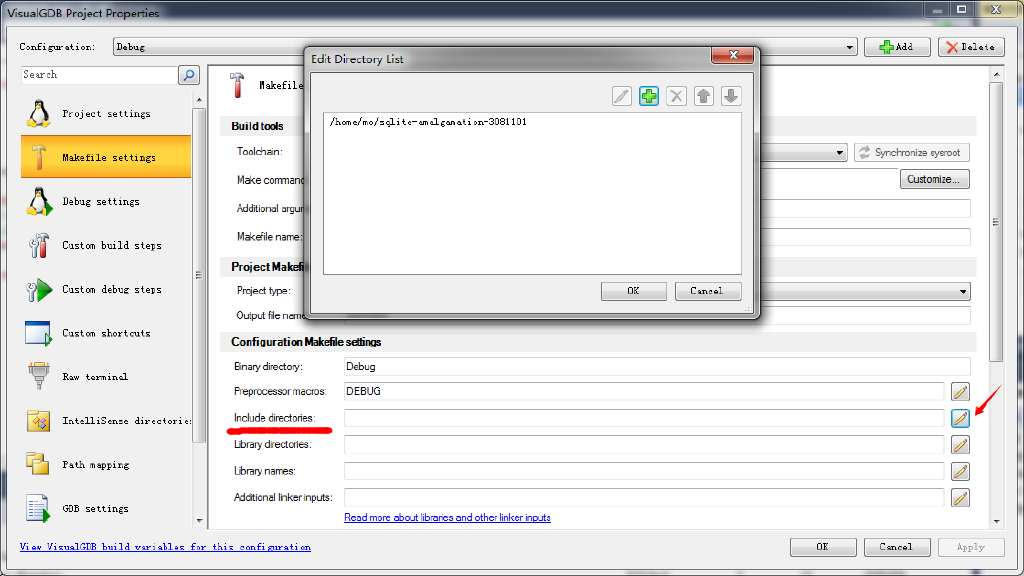 VisualGDB Project Properties
Configuration: Debug Add Delete
Search
Project settings
Makefile settings
Debug settings
Custom build steps
Custom debug steps
Custom shortcuts
Raw terminal
IntelliSense directories
Path mapping
GDB settings
Makefile
Build tools
Toolchain: Synchronize sysroot
Make command Customize...
Additional argu
Makefile name:
Project Makefi
Project type:
Output file name
Edit Directory List
/home/mo/sqlite-amalgamation-3081101
OK Cancel
Configuration Makefile settings
Binary directory: Debug
Preprocessor macros: DEBUG
Include directories:
Library directories:
Library names:
Additional linker inputs:
Read more about libraries and other linker inputs
View VisualGDB build variables for this configuration
OK Cancel Apply